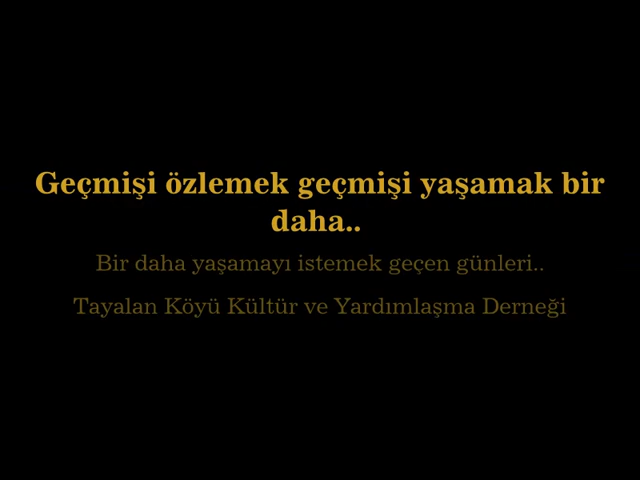 Geçmişi özlemek geçmişi yaşamak bir
daha..
Bir daha yaşamayı istemek geçen günleri..
Tayalan Köyü Kültür ve Yardımlaşma Derneği